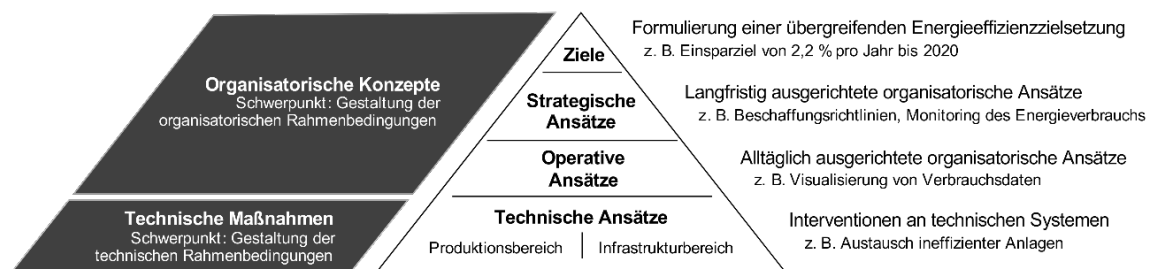 Organisatorische Konzepte
Schwerpunkt: Gestaltung der
organisatorischen Rahmenbedingungen
Technische Maßnahmen
Schwerpunkt: Gestaltung der
technischen Rahmenbedingungen
Ziele
Strategische
Ansätze
Operative
Ansätze
Technische Ansätze
Produktionsbereich
Infrastrukturbereich
Formulierung einer übergreifenden Energieeffizienzzielsetzung
z. B. Einsparziel von 2,2 % pro Jahr bis 2020
Langfristig ausgerichtete organisatorische Ansätze
z. B. Beschaffungsrichtlinien, Monitoring des Energieverbrauchs
Alltäglich ausgerichtete organisatorische Ansätze
z. B. Visualisierung von Verbrauchsdaten
Interventionen an technischen Systemen
z. B. Austausch ineffizienter Anlagen